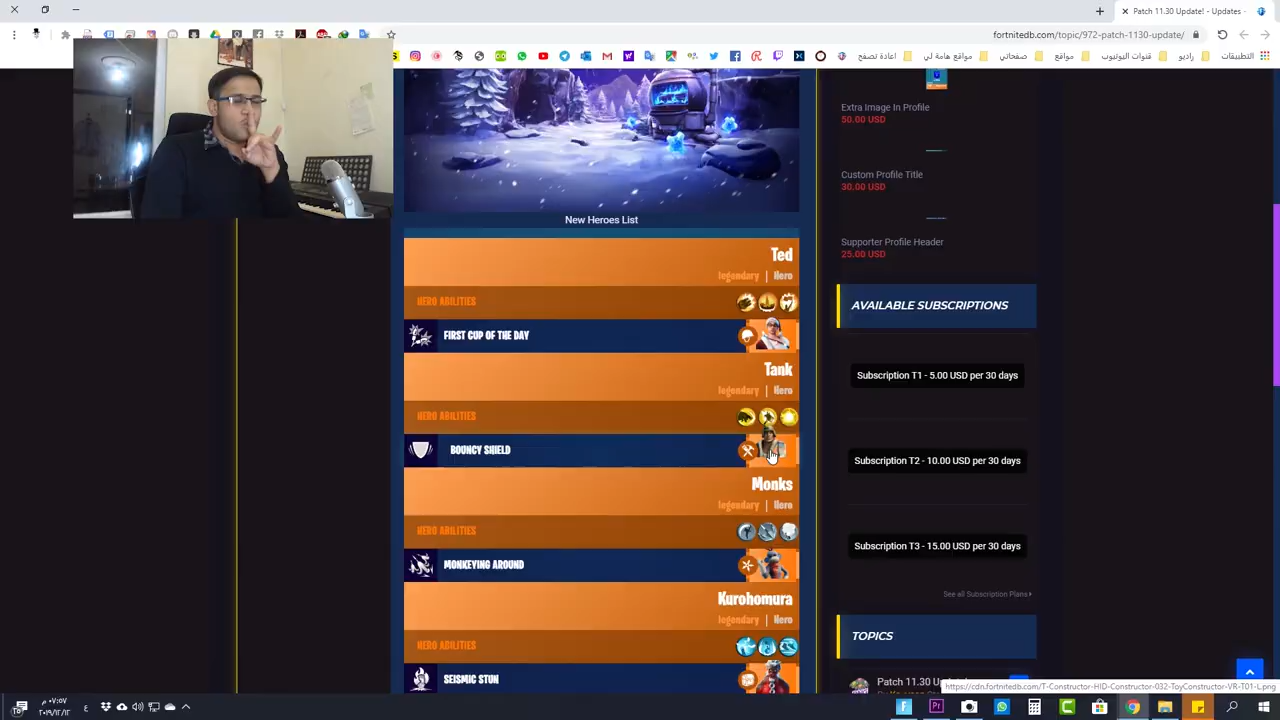 Patch 11.30 Update! - Updates -
fortnitedb.com/topic/972-patch-1130-update/
التطبيقات
راديو
قنوات اليوتيوب
مواقع
صفحاتي
مواقع هامة لي
اعادة تصفح
New Heroes List
Ted
legendary | Hero
HERO ABILITIES
FIRST CUP OF THE DAY
Tank
legendary | Hero
HERO ABILITIES
BOUNCY SHIELD
Monks
legendary | Hero
HERO ABILITIES
MONKEYING AROUND
Kurohomura
legendary | Hero
HERO ABILITIES
SEISMIC STUN
Extra Image In Profile
50.00 USD
Custom Profile Title
30.00 USD
Supporter Profile Header
25.00 USD
AVAILABLE SUBSCRIPTIONS
Subscription T1 - 5.00 USD per 30 days
Subscription T2 - 10.00 USD per 30 days
Subscription T3 - 15.00 USD per 30 days
See all Subscription Plans
TOPICS
Patch 11.30
https://cdn.fortnitedb.com/T-Constructor-HID-Constructor-032-ToyConstructor-VR-T01-L.png
ع